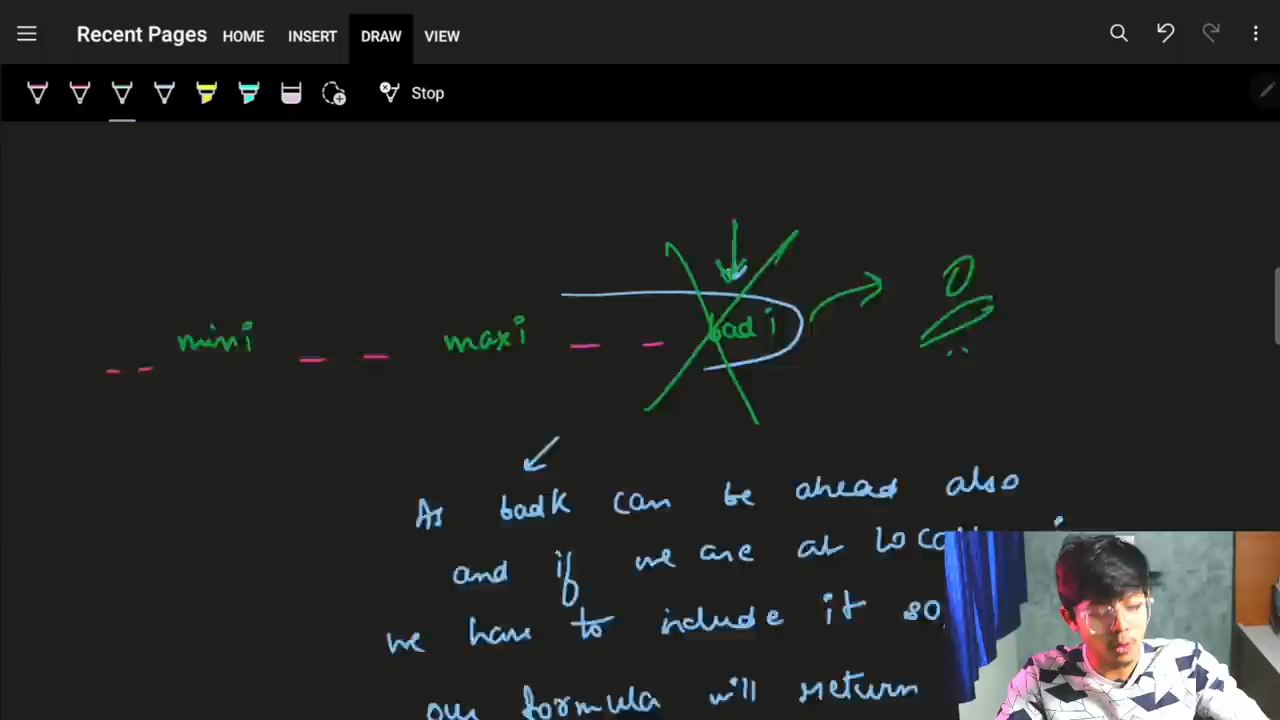 Recent Pages HOME INSERT DRAW VIEW
Stop
mini maxi bad i 0
As badk can be ahead also
and if we are at loca
we have to include it so,
our formula will return